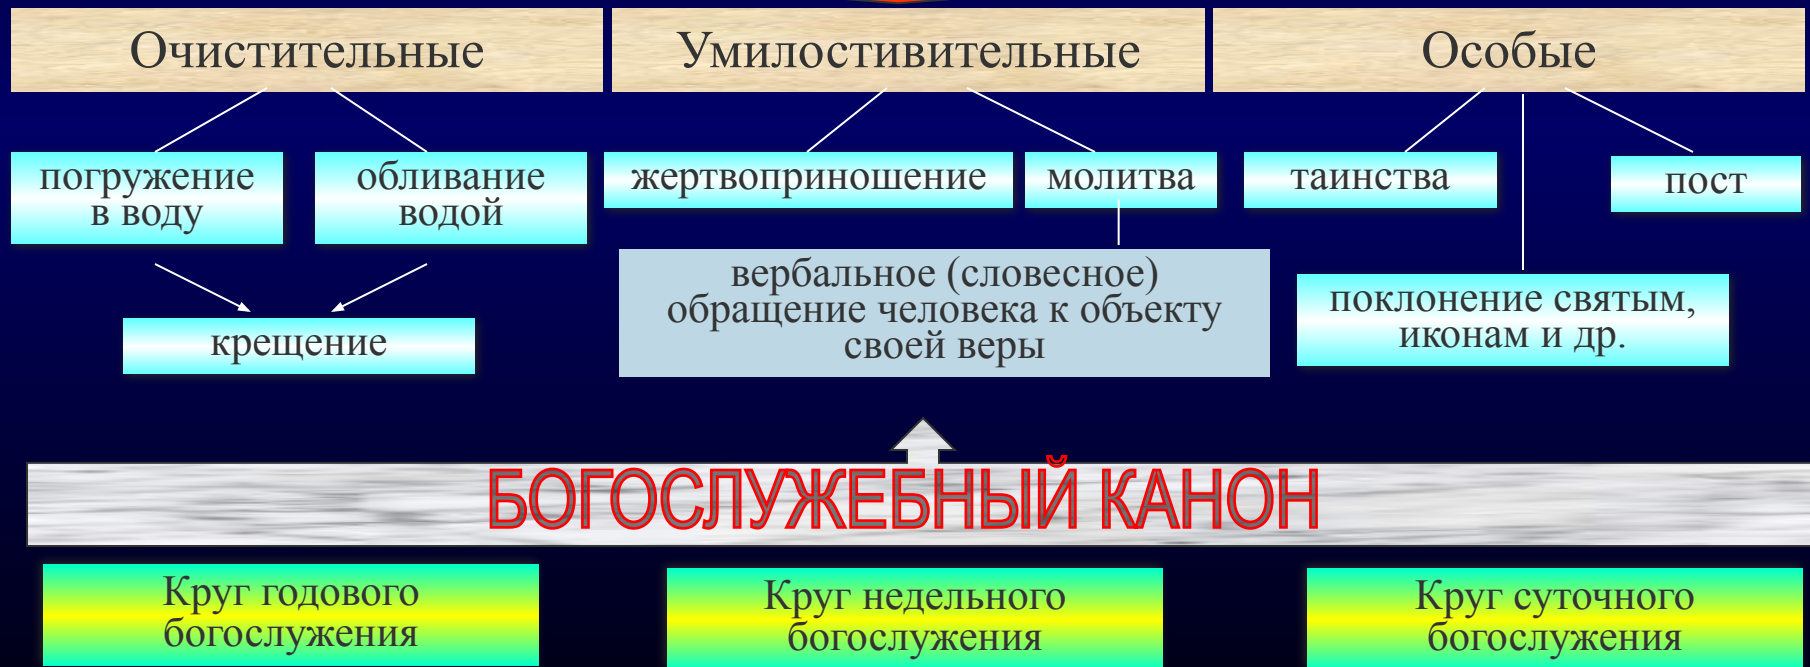 Очистительные
Умилостивительные
Особые
погружение
в воду
обливание
водой
жертвоприношение
молитва
таинства
пост
вербальное (словесное)
обращение человека к объекту
своей веры
поклонение святым,
иконам и др.
крещение
БОГОСЛУЖЕБНЫЙ КАНОН
Круг годового
богослужения
Круг недельного
богослужения
Круг суточного
богослужения